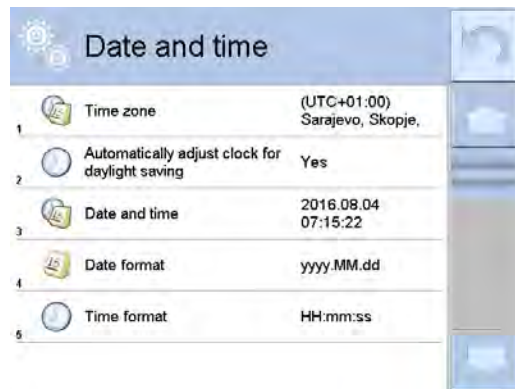 Date and time
1 Time zone (UTC+01:00)
Sarajevo, Skopje,
2 Automatically adjust clock for
daylight saving Yes
3 Date and time 2016.08.04
07:15:22
4 Date format yyyy.MM.dd
5 Time format HH:mm:ss